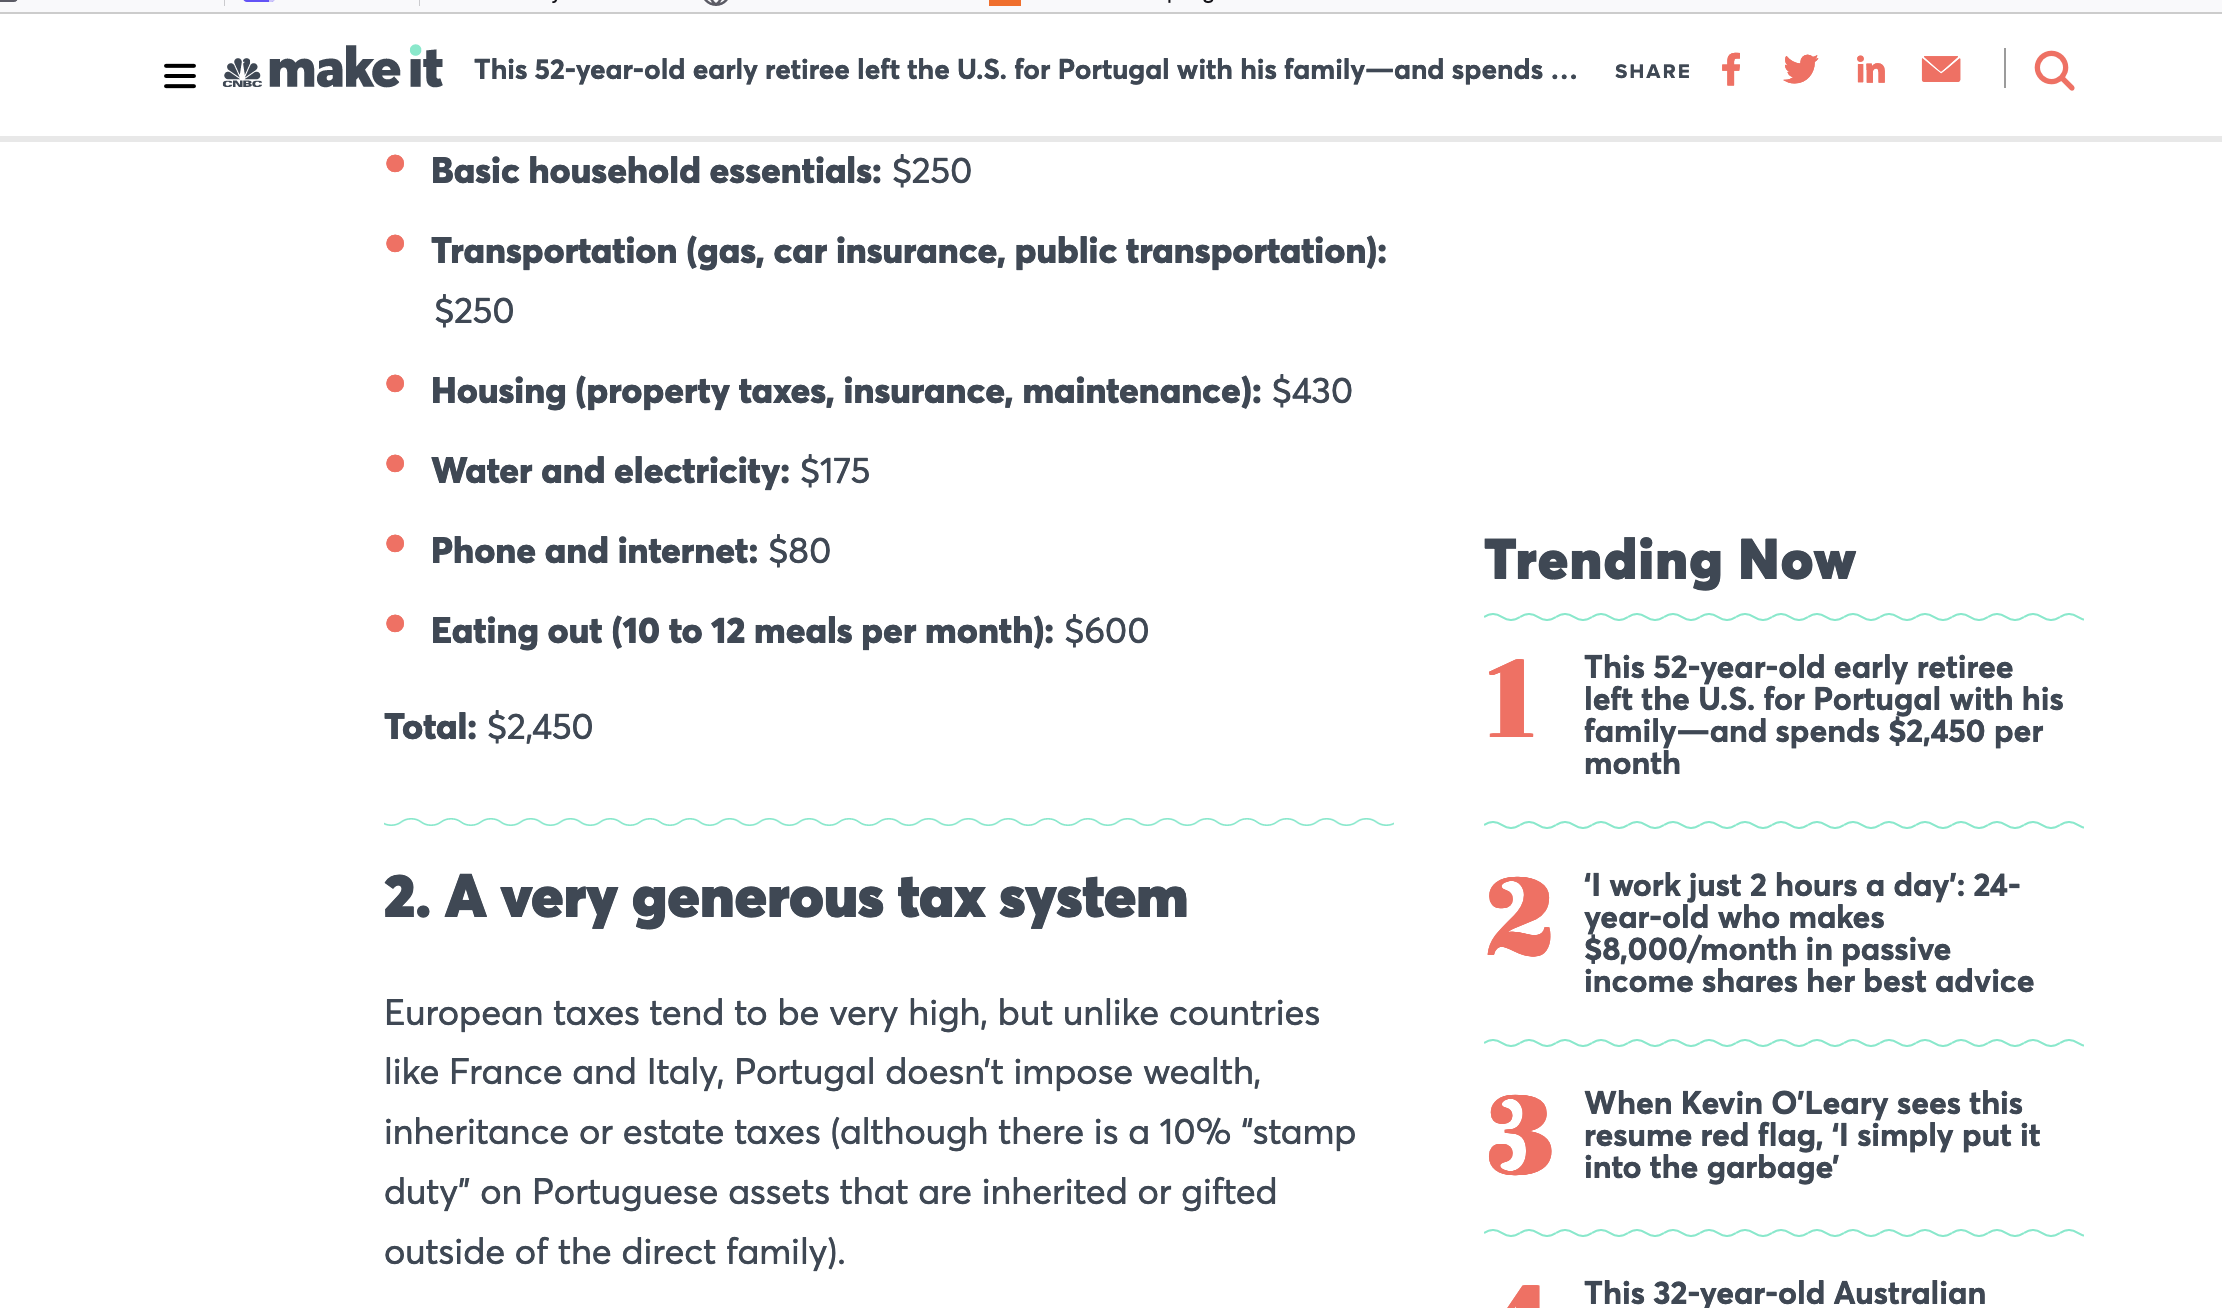 CNBC make it
This 52-year-old early retiree left the U.S. for Portugal with his family—and spends ...
SHARE
Basic household essentials: $250
Transportation (gas, car insurance, public transportation):
$250
Housing (property taxes, insurance, maintenance): $430
Water and electricity: $175
Phone and internet: $80
Eating out (10 to 12 meals per month): $600
Total: $2,450
2. A very generous tax system
European taxes tend to be very high, but unlike countries
like France and Italy, Portugal doesn’t impose wealth,
inheritance or estate taxes (although there is a 10% “stamp
duty” on Portuguese assets that are inherited or gifted
outside of the direct family).
Trending Now
1
This 52-year-old early retiree
left the U.S. for Portugal with his
family—and spends $2,450 per
month
2
‘I work just 2 hours a day’: 24-
year-old who makes
$8,000/month in passive
income shares her best advice
3
When Kevin O’Leary sees this
resume red flag, ‘I simply put it
into the garbage’
4
This 32-year-old Australian